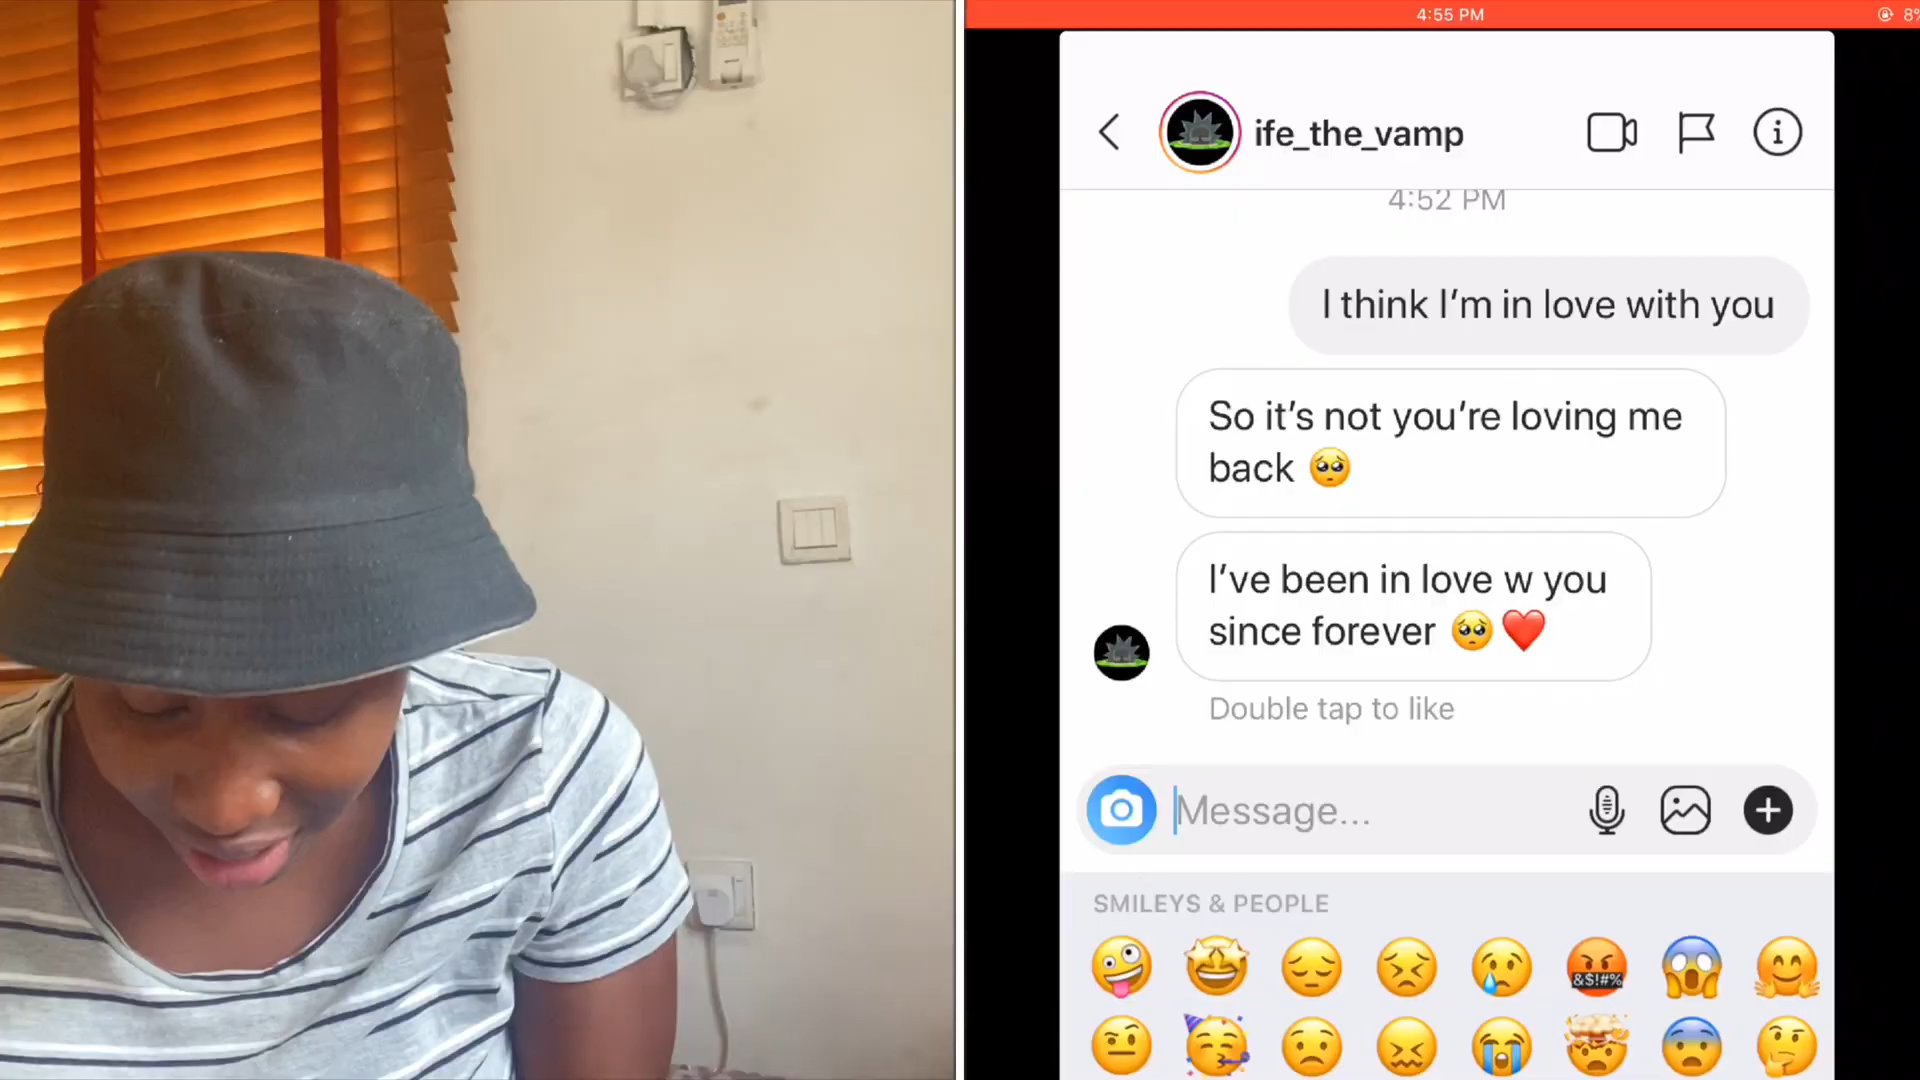 4:55 PM
8%
ife_the_vamp
4:52 PM
I think I’m in love with you
So it’s not you’re loving me
back 🥺
I’ve been in love w you
since forever 🥺❤️
Double tap to like
Message...
SMILEYS & PEOPLE
&$!#%